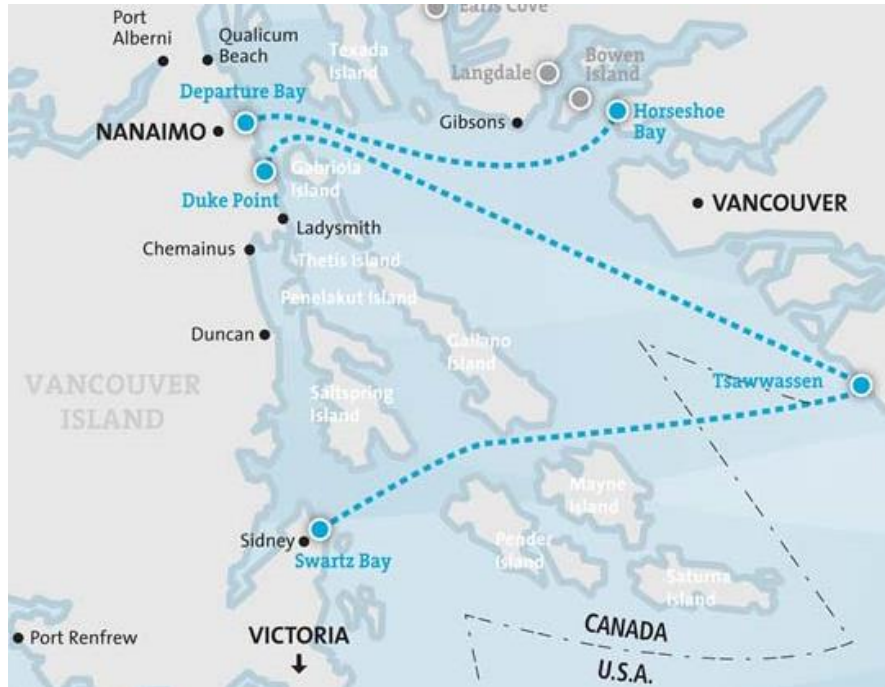 Earls Cove
Port
Alberni
Qualicum
Beach
Texada
Island
Langdale
Bowen
Island
Departure Bay
NANAIMO
Gibsons
Horseshoe
Bay
Gabriola
Island
Duke Point
VANCOUVER
Ladysmith
Chemainus
Thetis Island
Penelakut Island
Duncan
Galiano
Island
Tsawwassen
VANCOUVER
ISLAND
Saltspring
Island
Mayne
Island
Sidney
Swartz Bay
Pender
Island
Saturna
Island
Port Renfrew
VICTORIA
CANADA
U.S.A.